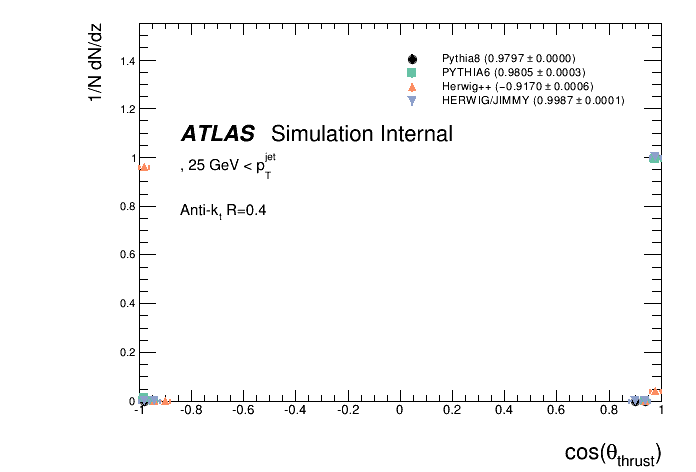 1/N dN/dz
Pythia8 (0.9797 ± 0.0000)
PYTHIA6 (0.9805 ± 0.0003)
Herwig++ (−0.9170 ± 0.0006)
HERWIG/JIMMY (0.9987 ± 0.0001)
ATLAS Simulation Internal
, 25 GeV < p_T^jet
Anti-k_t R=0.4
1.4
1.2
1
0.8
0.6
0.4
0.2
0
-1 -0.8 -0.6 -0.4 -0.2 0 0.2 0.4 0.6 0.8 1
cos(θ_thrust)